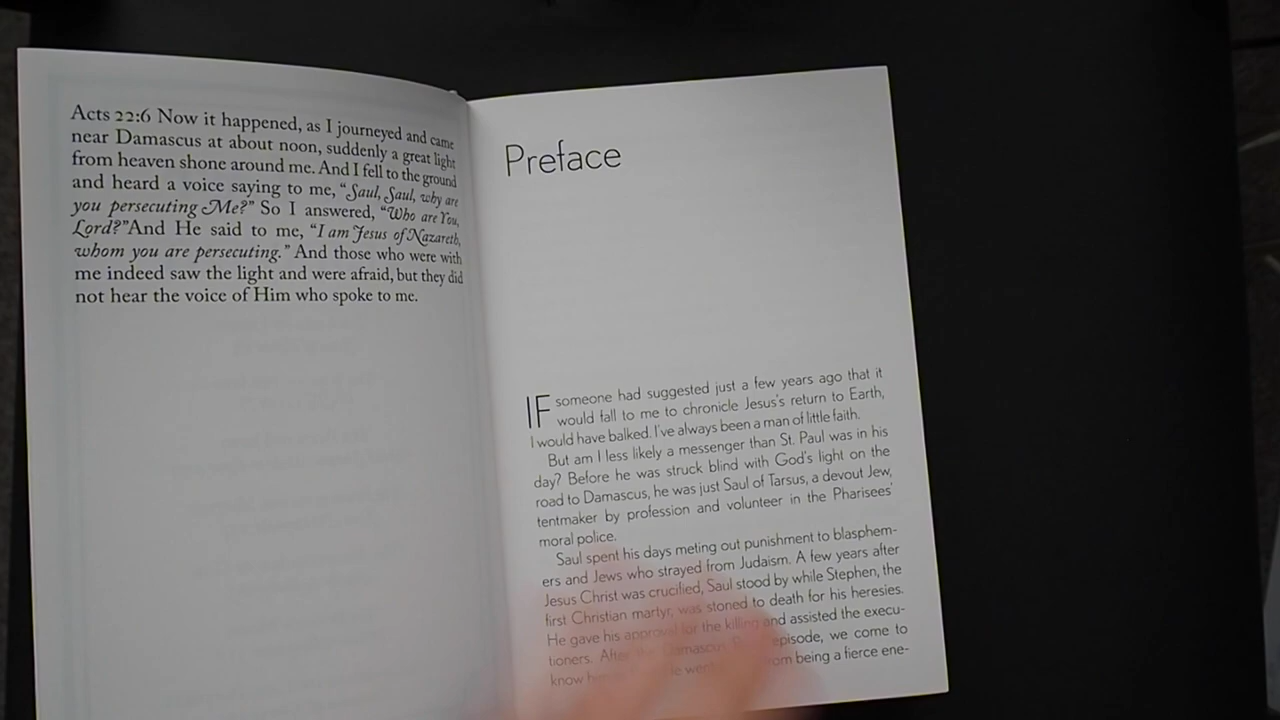 Acts 22:6 Now it happened, as I journeyed and came
near Damascus at about noon, suddenly a great light
from heaven shone around me. And I fell to the ground
and heard a voice saying to me, “Saul, Saul, why are
you persecuting Me?” So I answered, “Who are You,
Lord?”And He said to me, “I am Jesus of Nazareth,
whom you are persecuting.” And those who were with
me indeed saw the light and were afraid, but they did
not hear the voice of Him who spoke to me.
Preface
IF someone had suggested just a few years ago that it
would fall to me to chronicle Jesus's return to Earth,
I would have balked. I've always been a man of little faith.
But am I less likely a messenger than St. Paul was in his
day? Before he was struck blind with God's light on the
road to Damascus, he was just Saul of Tarsus, a devout Jew,
tentmaker by profession and volunteer in the Pharisees'
moral police.
Saul spent his days meting out punishment to blasphem-
ers and Jews who strayed from Judaism. A few years after
Jesus Christ was crucified, Saul stood by while Stephen, the
first Christian martyr, was stoned to death for his heresies.
He gave his approval for the killing and assisted the execu-
tioners. After the Damascus episode, we come to
know went from being a fierce ene-